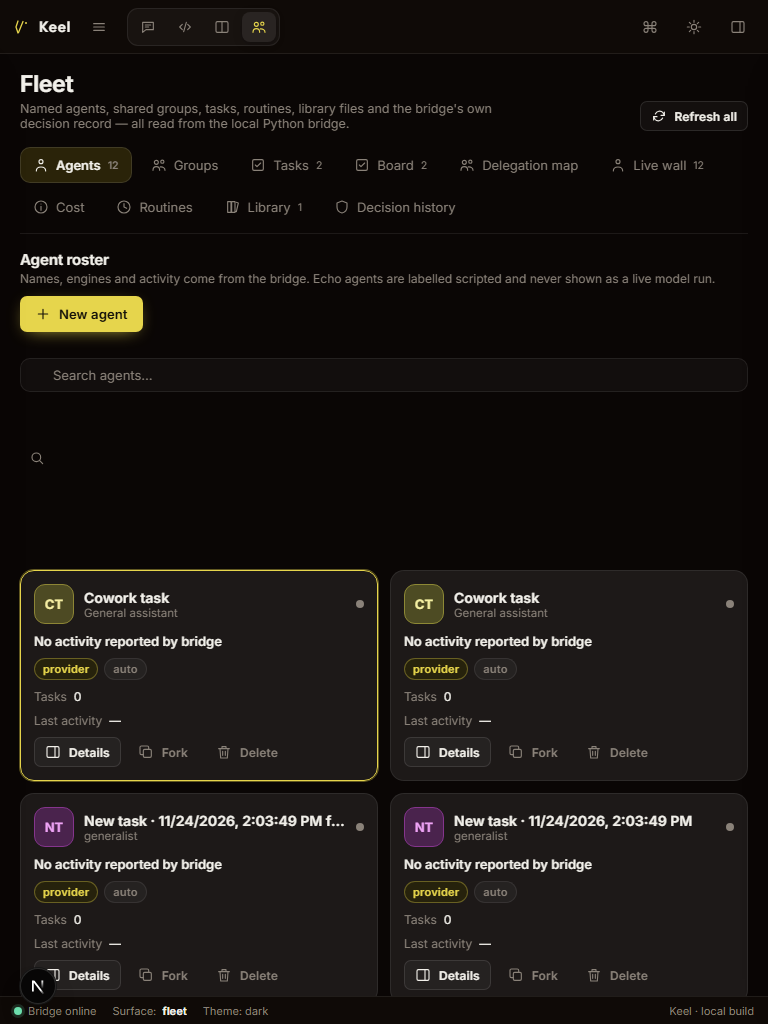 Keel
Fleet
Named agents, shared groups, tasks, routines, library files and the bridge's own
decision record — all read from the local Python bridge.
Refresh all
Agents 12
Groups
Tasks 2
Board 2
Delegation map
Live wall 12
Cost
Routines
Library 1
Decision history
Agent roster
Names, engines and activity come from the bridge. Echo agents are labelled scripted and never shown as a live model run.
+ New agent
Search agents...
CT
Cowork task
General assistant
No activity reported by bridge
provider auto
Tasks 0
Last activity —
Details Fork Delete
CT
Cowork task
General assistant
No activity reported by bridge
provider auto
Tasks 0
Last activity —
Details Fork Delete
NT
New task · 11/24/2026, 2:03:49 PM f...
generalist
No activity reported by bridge
provider auto
Tasks 0
Last activity —
Details Fork Delete
NT
New task · 11/24/2026, 2:03:49 PM
generalist
No activity reported by bridge
provider auto
Tasks 0
Last activity —
Details Fork Delete
N
Bridge online Surface: fleet Theme: dark
Keel · local build